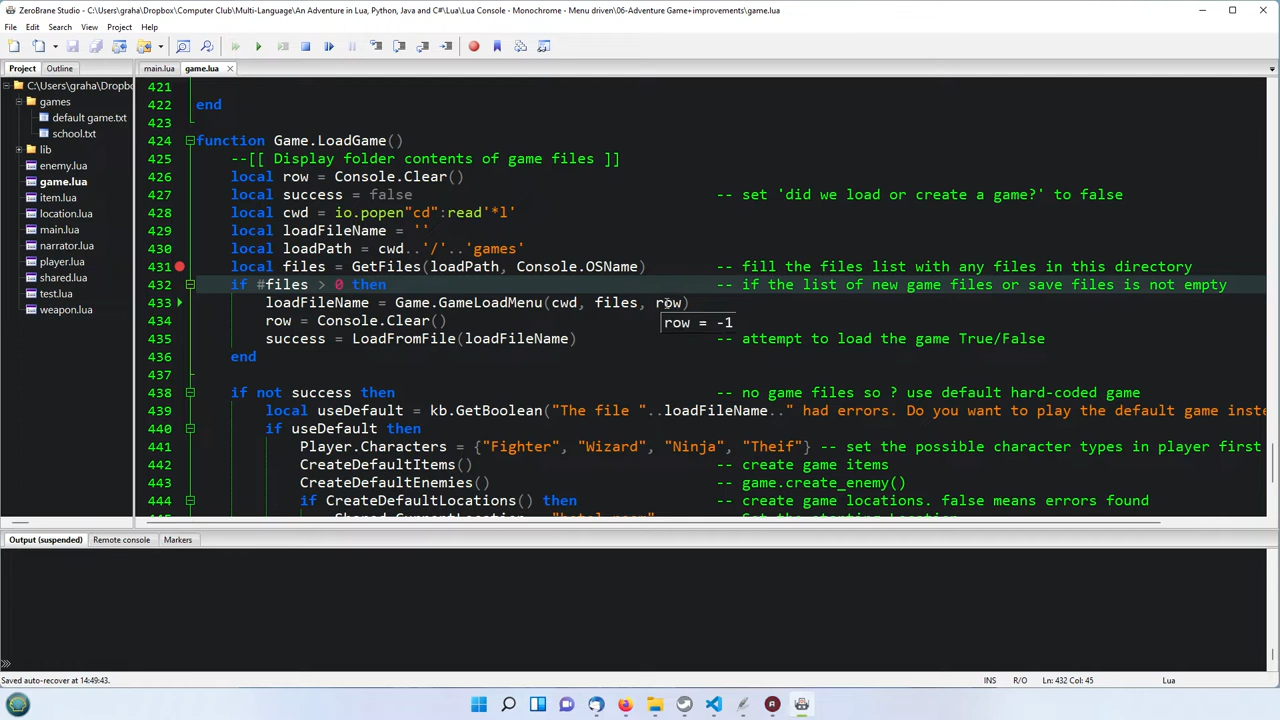 ZeroBrane Studio - C:\Users\graha\Dropbox\Computer Club\Multi-Language\An Adventure in Lua, Python, Java and C#\Lua\Lua Console - Monochrome - Menu driven\06-Adventure Game+improvements\game.lua
File Edit Search View Project Help
Project Outline
main.lua game.lua
C:\Users\graha\Dropbo
games
default game.txt
school.txt
lib
enemy.lua
game.lua
item.lua
location.lua
main.lua
narrator.lua
player.lua
shared.lua
test.lua
weapon.lua
421
422 end
423
424 function Game.LoadGame()
425 --[[ Display folder contents of game files ]]
426 local row = Console.Clear()
427 local success = false -- set 'did we load or create a game?' to false
428 local cwd = io.popen"cd":read'*l'
429 local loadFileName = ''
430 local loadPath = cwd..'/'..'games'
431 local files = GetFiles(loadPath, Console.OSName) -- fill the files list with any files in this directory
432 if #files > 0 then -- if the list of new game files or save files is not empty
433 loadFileName = Game.GameLoadMenu(cwd, files, row)
row = -1
434 row = Console.Clear()
435 success = LoadFromFile(loadFileName) -- attempt to load the game True/False
436 end
437
438 if not success then -- no game files so ? use default hard-coded game
439 local useDefault = kb.GetBoolean("The file "..loadFileName.." had errors. Do you want to play the default game inste
440 if useDefault then
441 Player.Characters = {"Fighter", "Wizard", "Ninja", "Theif"} -- set the possible character types in player first
442 CreateDefaultItems() -- create game items
443 CreateDefaultEnemies() -- game.create_enemy()
444 if CreateDefaultLocations() then -- create game locations. false means errors found
Output (suspended) Remote console Markers
Saved auto-recover at 14:49:43. INS R/O Ln: 432 Col: 45 Lua